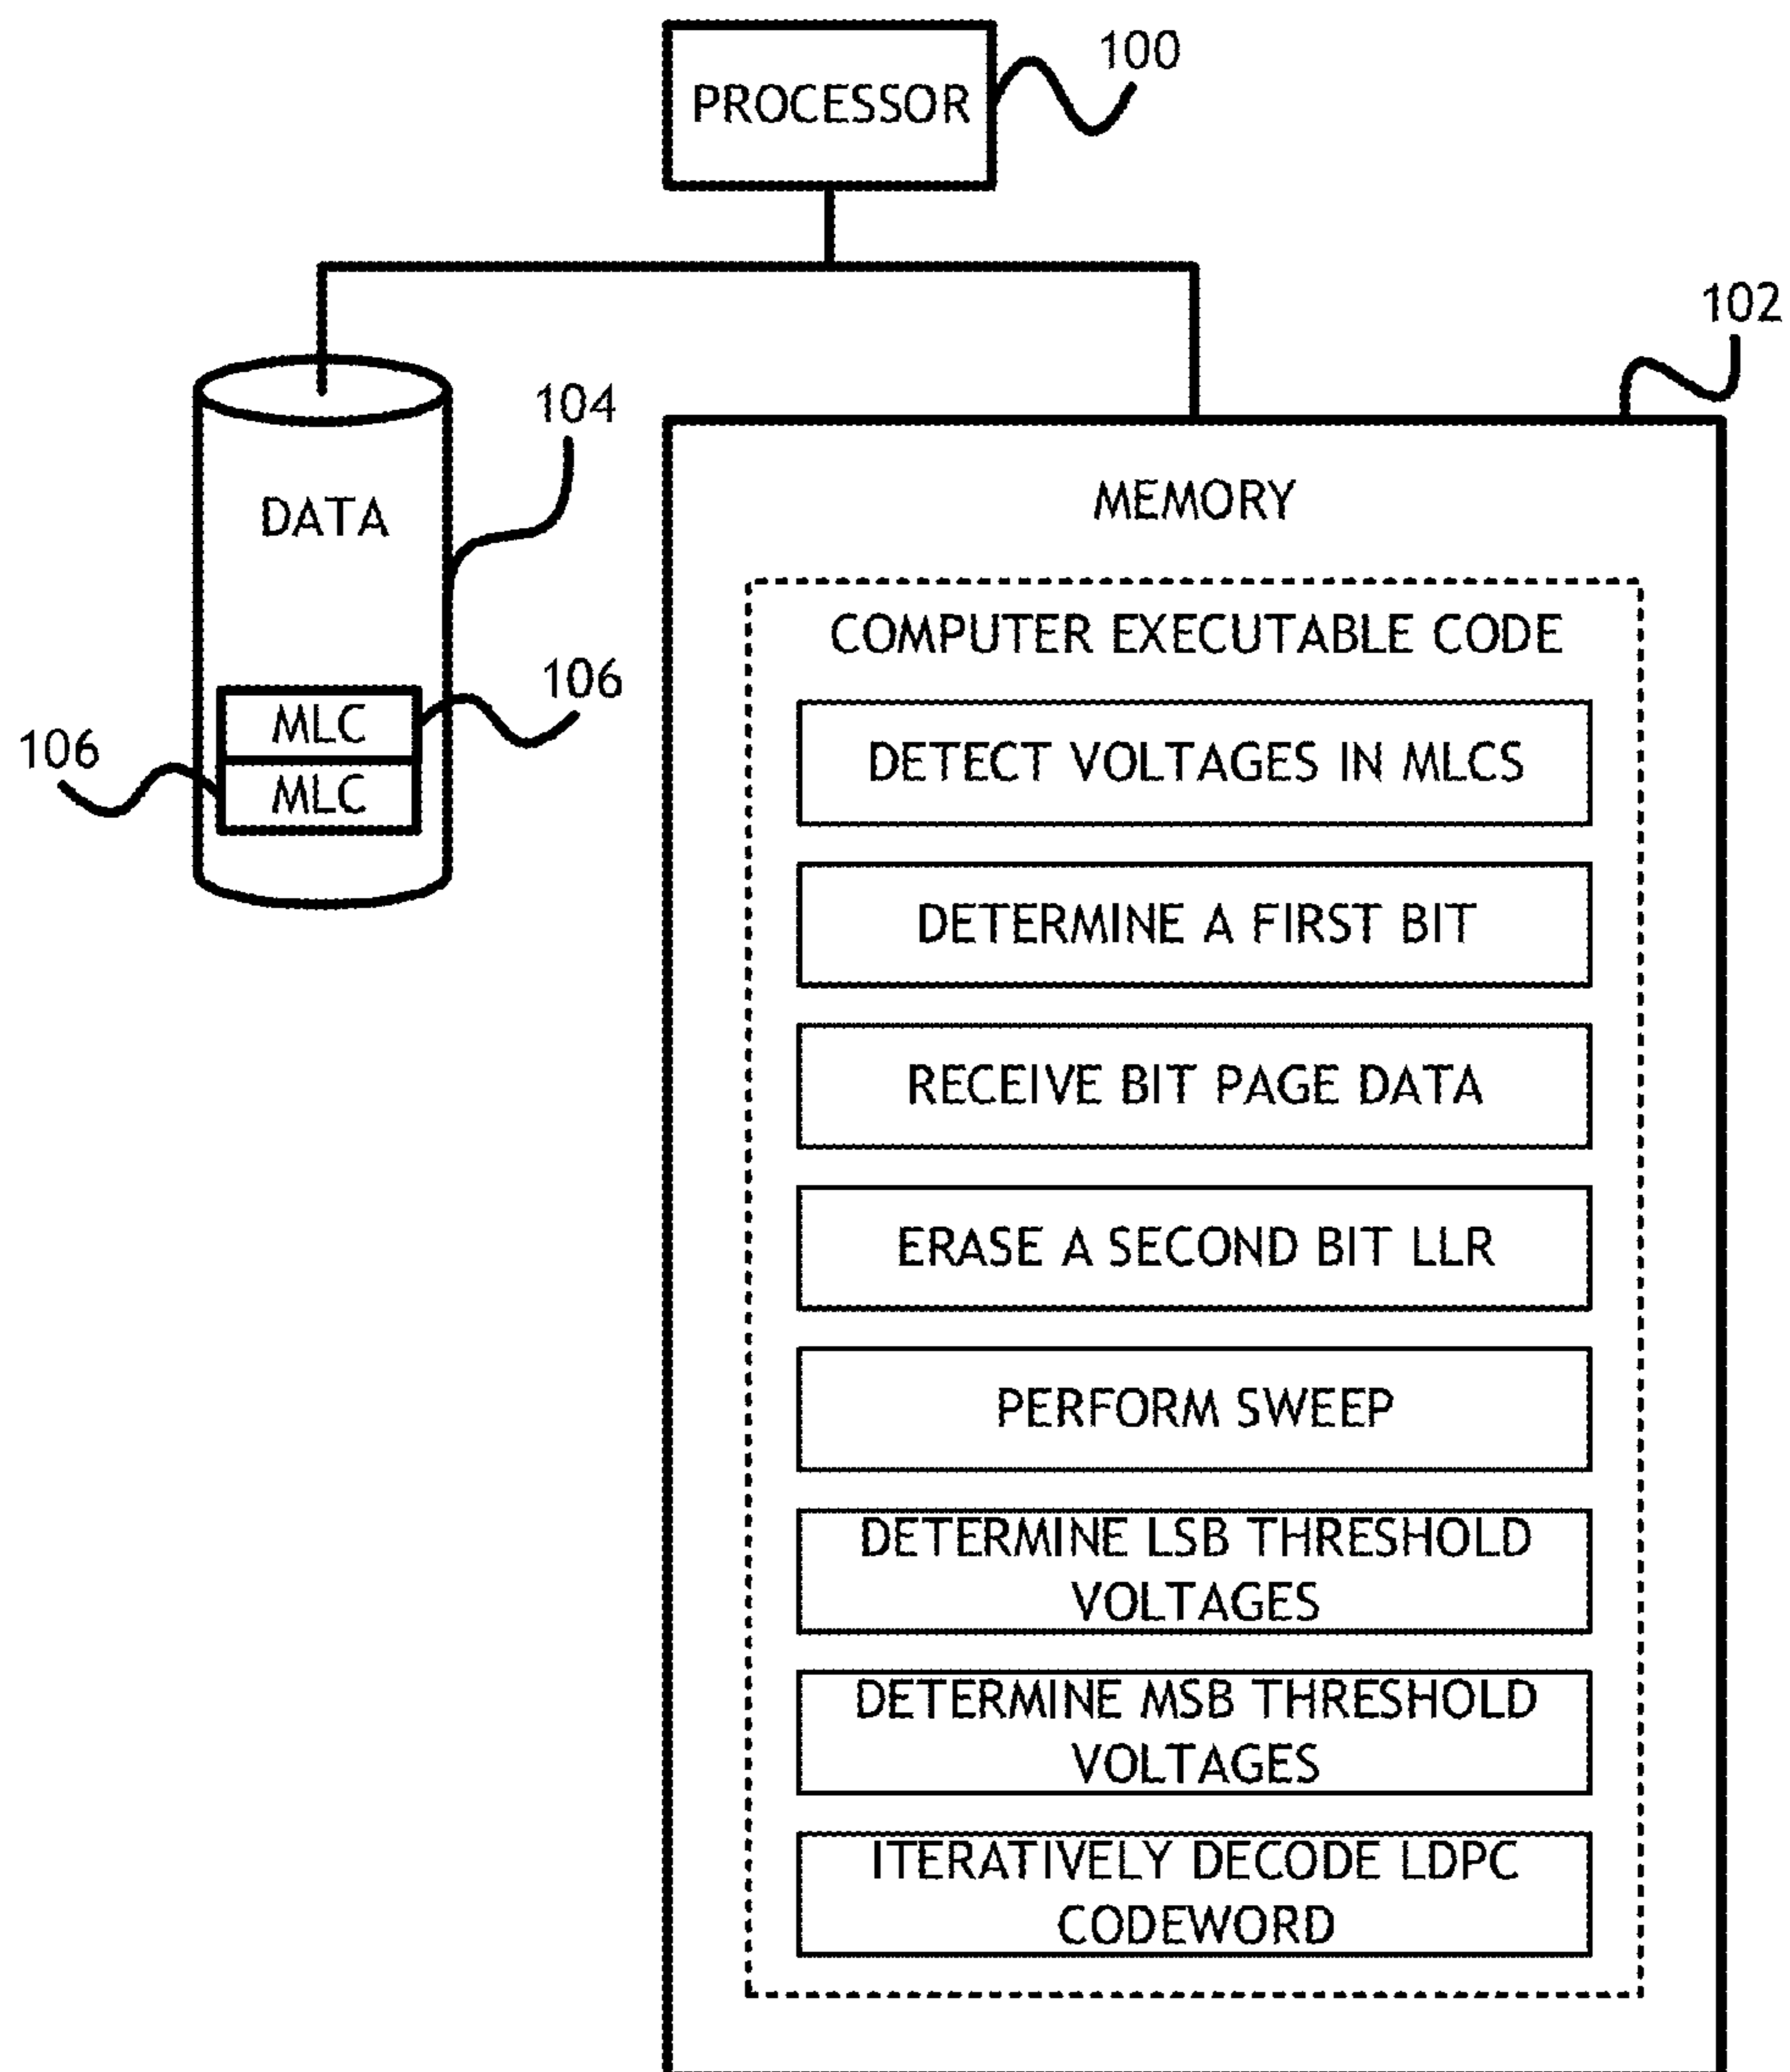 PROCESSOR
100
102
104
DATA
106
MLC
106
MLC
MEMORY
COMPUTER EXECUTABLE CODE
DETECT VOLTAGES IN MLCS
DETERMINE A FIRST BIT
RECEIVE BIT PAGE DATA
ERASE A SECOND BIT LLR
PERFORM SWEEP
DETERMINE LSB THRESHOLD
VOLTAGES
DETERMINE MSB THRESHOLD
VOLTAGES
ITERATIVELY DECODE LDPC
CODEWORD